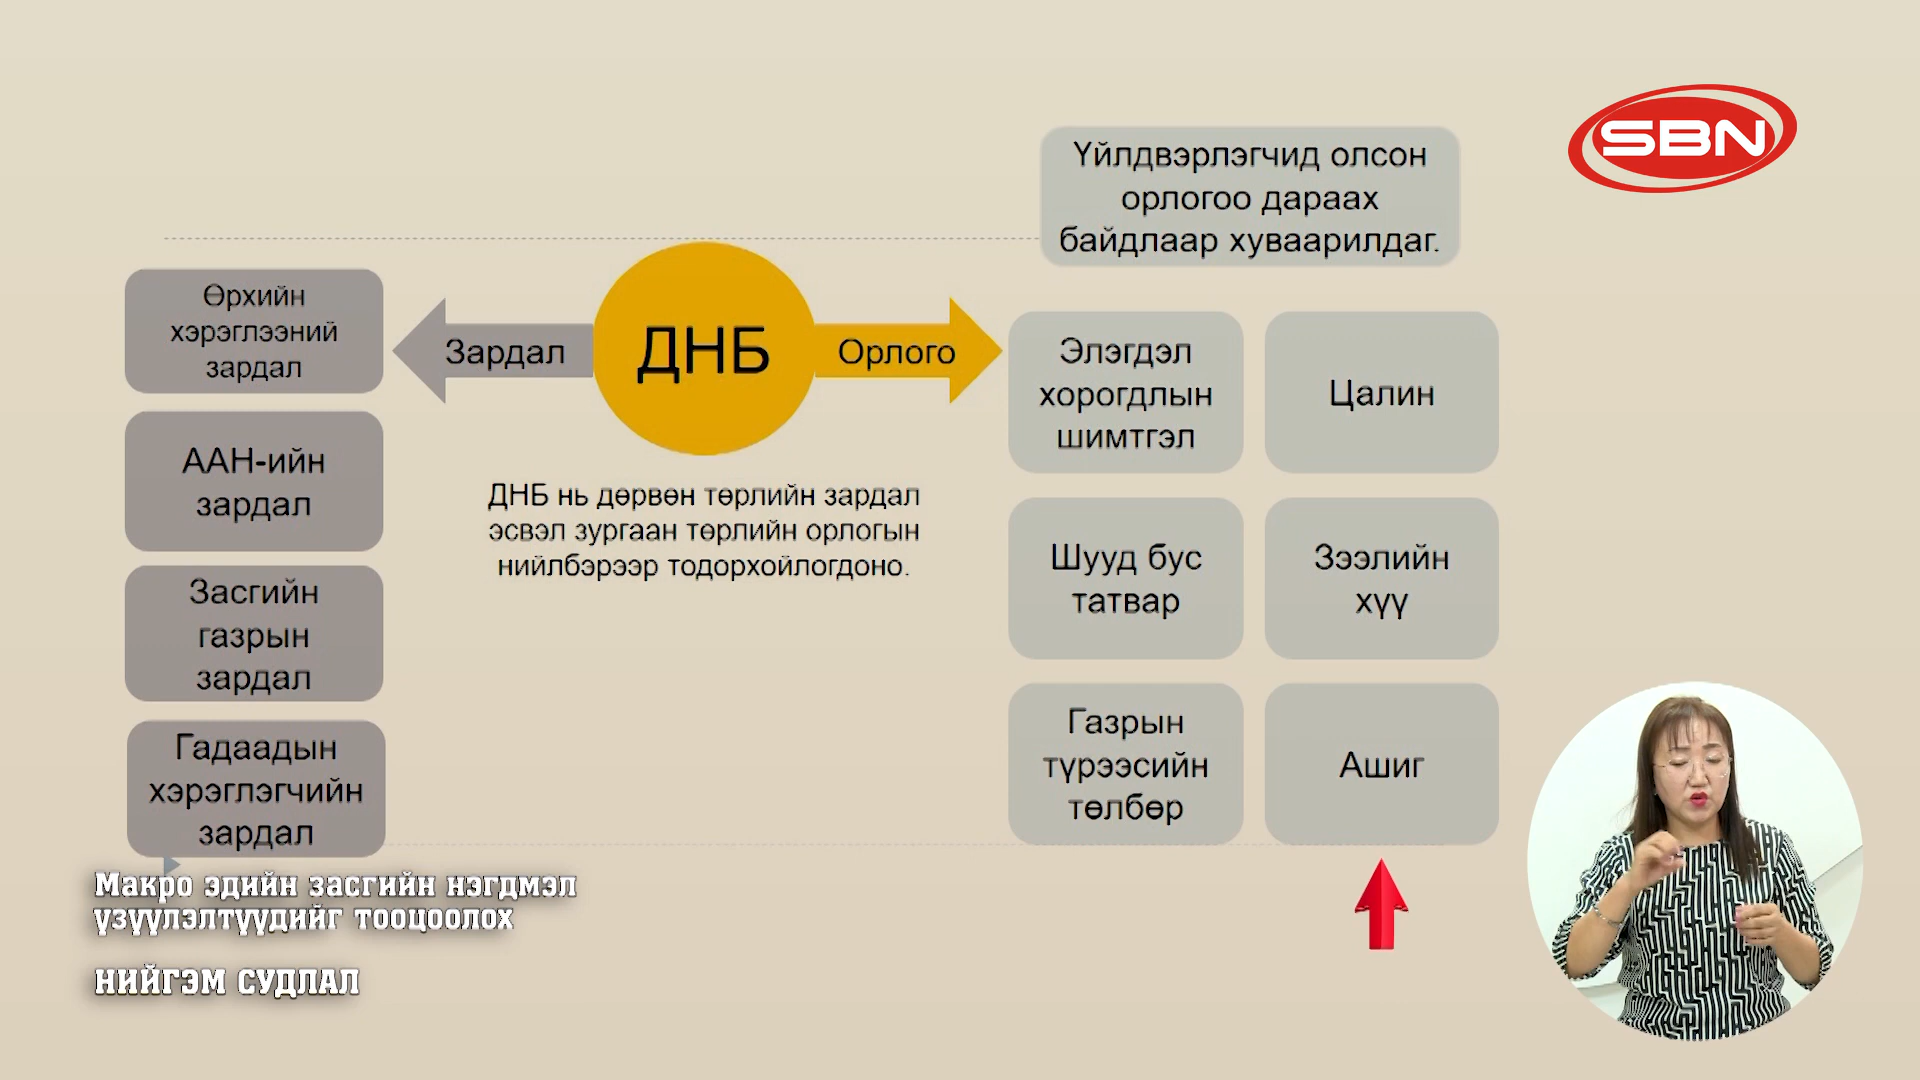 SBN
Үйлдвэрлэгчид олсон
орлогоо дараах
байдлаар хуваарилдаг.
Өрхийн
хэрэглээний
зардал
ААН-ийн
зардал
Засгийн
газрын
зардал
Гадаадын
хэрэглэгчийн
зардал
Зардал
ДНБ
Орлого
ДНБ нь дөрвөн төрлийн зардал
эсвэл зургаан төрлийн орлогын
нийлбэрээр тодорхойлогдоно.
Элэгдэл
хорогдлын
шимтгэл
Цалин
Шууд бус
татвар
Зээлийн
хүү
Газрын
түрээсийн
төлбөр
Ашиг
Макро эдийн засгийн нэгдмэл
үзүүлэлтүүдийг тооцоолох
НИЙГЭМ СУДЛАЛ